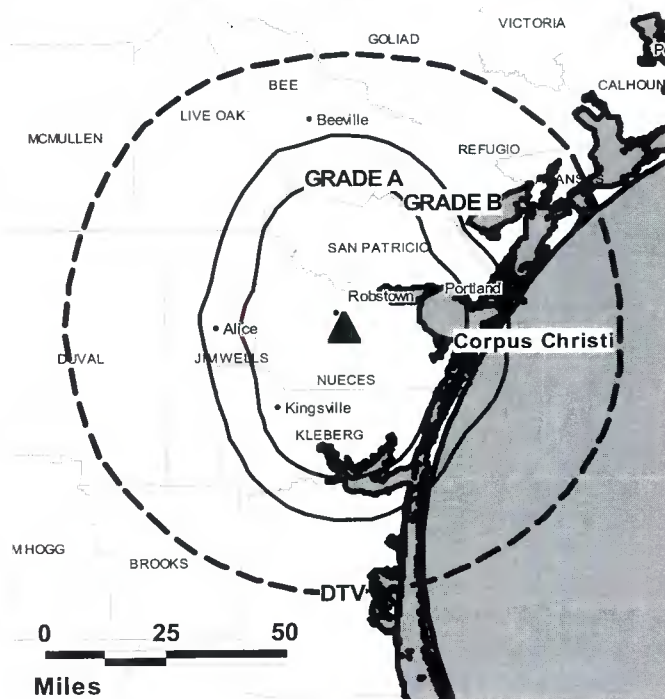 VICTORIA
GOLIAD
BEE
CALHOUN
LIVE OAK
Beeville
MCMULLEN
REFUGIO
GRADE A
GRADE B
SAN PATRICIO
Portland
Robstown
Alice
Corpus Christi
DUVAL
JIM WELLS
NUECES
Kingsville
KLEBERG
M HOGG
BROOKS
DTV
0 25 50
Miles